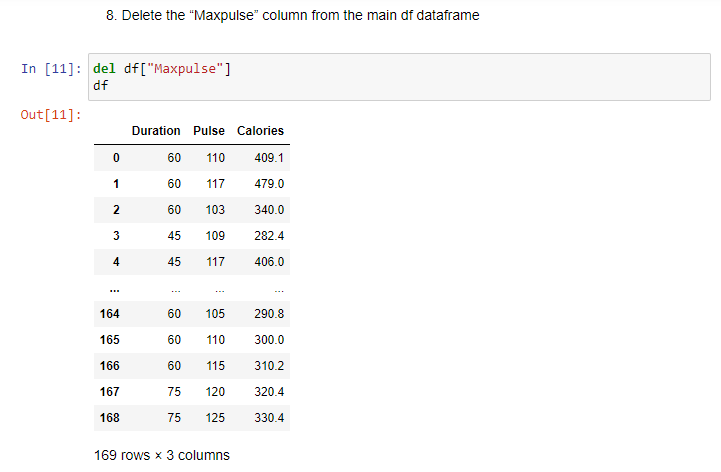 8. Delete the “Maxpulse” column from the main df dataframe
In [11]: del df["Maxpulse"]
df
Out[11]:
Duration Pulse Calories
0 60 110 409.1
1 60 117 479.0
2 60 103 340.0
3 45 109 282.4
4 45 117 406.0
... ... ... ...
164 60 105 290.8
165 60 110 300.0
166 60 115 310.2
167 75 120 320.4
168 75 125 330.4
169 rows × 3 columns